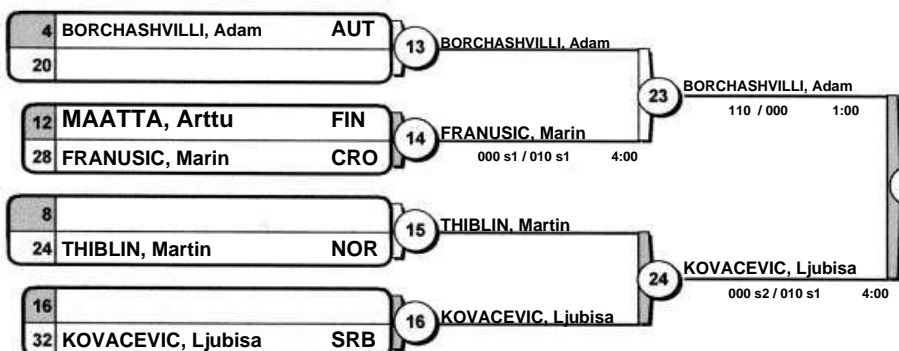 4 BORCHASHVILLI, Adam AUT
20
13
BORCHASHVILLI, Adam
12 MAATTA, Arttu FIN
28 FRANUSIC, Marin CRO
14
FRANUSIC, Marin
000 s1 / 010 s1 4:00
23
BORCHASHVILLI, Adam
110 / 000 1:00
8
24 THIBLIN, Martin NOR
15
THIBLIN, Martin
16
32 KOVACEVIC, Ljubisa SRB
16
KOVACEVIC, Ljubisa
24
KOVACEVIC, Ljubisa
000 s2 / 010 s1 4:00